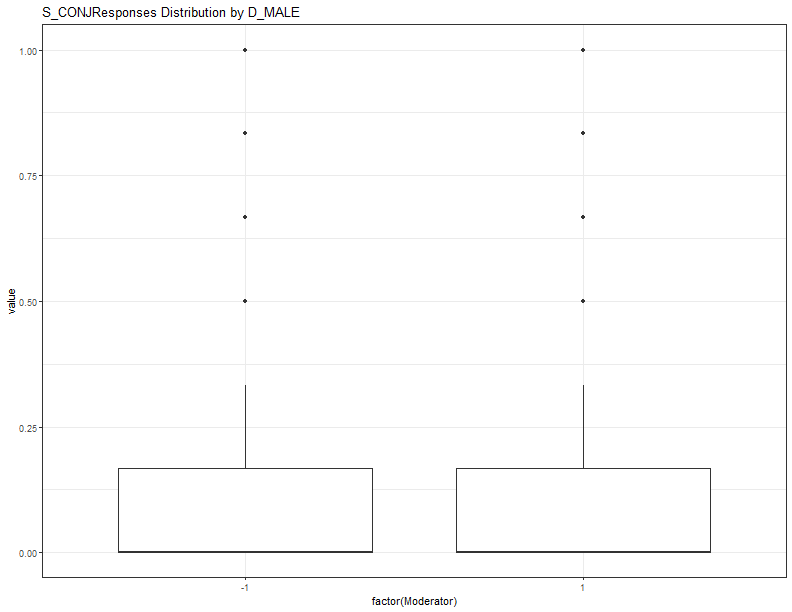 S_CONJResponses Distribution by D_MALE
1.00
0.75
0.50
0.25
0.00
value
-1
1
factor(Moderator)